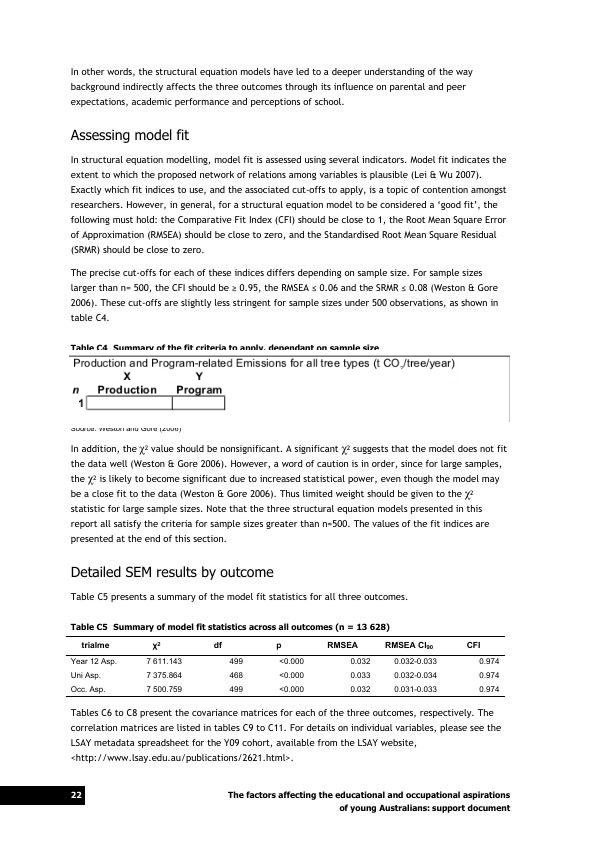 In other words, the structural equation models have led to a deeper understanding of the way
background indirectly affects the three outcomes through its influence on parental and peer
expectations, academic performance and perceptions of school.
Assessing model fit
In structural equation modelling, model fit is assessed using several indicators. Model fit indicates the
extent to which the proposed network of relations among variables is plausible (Lei & Wu 2007).
Exactly which fit indices to use, and the associated cut-offs to apply, is a topic of contention amongst
researchers. However, in general, for a structural equation model to be considered a ‘good fit’, the
following must hold: the Comparative Fit Index (CFI) should be close to 1, the Root Mean Square Error
of Approximation (RMSEA) should be close to zero, and the Standardised Root Mean Square Residual
(SRMR) should be close to zero.
The precise cut-offs for each of these indices differs depending on sample size. For sample sizes
larger than n= 500, the CFI should be ≥ 0.95, the RMSEA ≤ 0.06 and the SRMR ≤ 0.08 (Weston & Gore
2006). These cut-offs are slightly less stringent for sample sizes under 500 observations, as shown in
table C4.
Table C4 Summary of the fit criteria to apply, dependant on sample size
Production and Program-related Emissions for all tree types (t CO₂/tree/year)
X Y
n Production Program
1
Source: Weston and Gore (2006)
In addition, the χ² value should be nonsignificant. A significant χ² suggests that the model does not fit
the data well (Weston & Gore 2006). However, a word of caution is in order, since for large samples,
the χ² is likely to become significant due to increased statistical power, even though the model may
be a close fit to the data (Weston & Gore 2006). Thus limited weight should be given to the χ²
statistic for large sample sizes. Note that the three structural equation models presented in this
report all satisfy the criteria for sample sizes greater than n=500. The values of the fit indices are
presented at the end of this section.
Detailed SEM results by outcome
Table C5 presents a summary of the model fit statistics for all three outcomes.
Table C5 Summary of model fit statistics across all outcomes (n = 13 628)
trialme χ² df p RMSEA RMSEA CI₉₀ CFI
Year 12 Asp. 7 611.143 499 <0.000 0.032 0.032-0.033 0.974
Uni Asp. 7 375.864 468 <0.000 0.033 0.032-0.034 0.974
Occ. Asp. 7 500.759 499 <0.000 0.032 0.031-0.033 0.974
Tables C6 to C8 present the covariance matrices for each of the three outcomes, respectively. The
correlation matrices are listed in tables C9 to C11. For details on individual variables, please see the
LSAY metadata spreadsheet for the Y09 cohort, available from the LSAY website,
<http://www.lsay.edu.au/publications/2621.html>.
22 The factors affecting the educational and occupational aspirations
of young Australians: support document